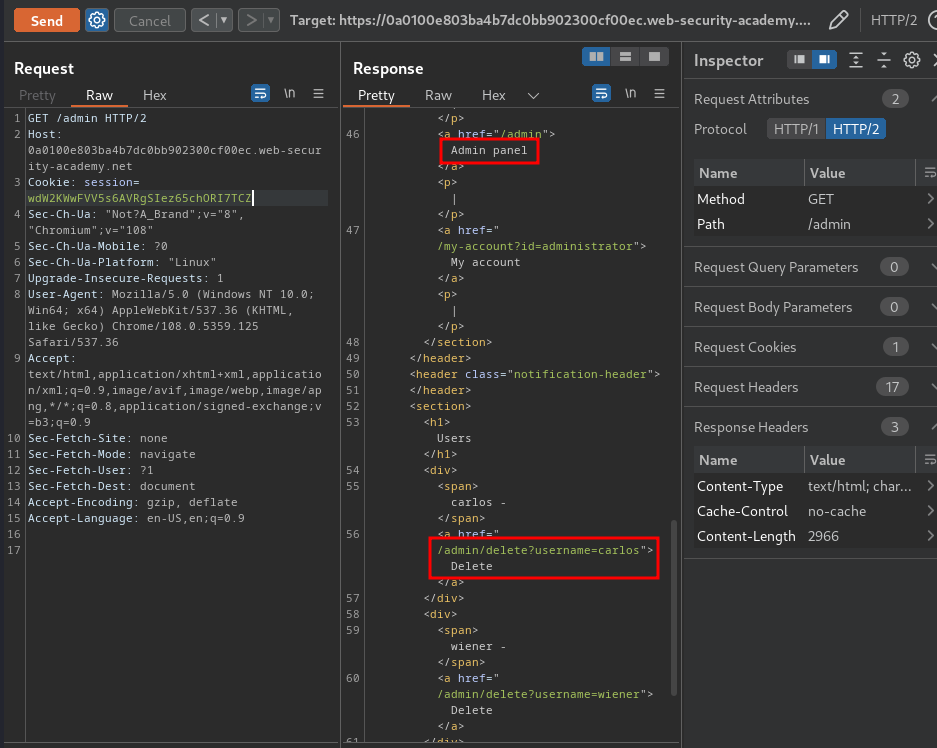 Send Cancel < ▼ > ▼ Target: https://0a0100e803ba4b7dc0bb902300cf00ec.web-security-academy.... HTTP/2
Request
Pretty Raw Hex \n
1 GET /admin HTTP/2
2 Host:
0a0100e803ba4b7dc0bb902300cf00ec.web-secur
ity-academy.net
3 Cookie: session=
wdW2KWwFVV5s6AVRgSIez65chORI7TCZ
4 Sec-Ch-Ua: "Not?A_Brand";v="8",
"Chromium";v="108"
5 Sec-Ch-Ua-Mobile: ?0
6 Sec-Ch-Ua-Platform: "Linux"
7 Upgrade-Insecure-Requests: 1
8 User-Agent: Mozilla/5.0 (Windows NT 10.0;
Win64; x64) AppleWebKit/537.36 (KHTML,
like Gecko) Chrome/108.0.5359.125
Safari/537.36
9 Accept:
text/html,application/xhtml+xml,applicatio
n/xml;q=0.9,image/avif,image/webp,image/ap
ng,*/*;q=0.8,application/signed-exchange;v
=b3;q=0.9
10 Sec-Fetch-Site: none
11 Sec-Fetch-Mode: navigate
12 Sec-Fetch-User: ?1
13 Sec-Fetch-Dest: document
14 Accept-Encoding: gzip, deflate
15 Accept-Language: en-US,en;q=0.9
16
17
Response
Pretty Raw Hex \n
</p>
46 <a href="/admin">
Admin panel
</a>
<p>
|
</p>
47 <a href="
/my-account?id=administrator">
My account
</a>
<p>
|
</p>
48 </section>
49 </header>
50 <header class="notification-header">
51 </header>
52 <section>
53 <h1>
Users
</h1>
54 <div>
55 <span>
carlos -
</span>
56 <a href="
/admin/delete?username=carlos">
Delete
</a>
57 </div>
58 <div>
59 <span>
wiener -
</span>
60 <a href="
/admin/delete?username=wiener">
Delete
</a>
61 </div>
Inspector
Request Attributes 2
Protocol HTTP/1 HTTP/2
Name Value
Method GET
Path /admin
Request Query Parameters 0
Request Body Parameters 0
Request Cookies 1
Request Headers 17
Response Headers 3
Name Value
Content-Type text/html; char...
Cache-Control no-cache
Content-Length 2966